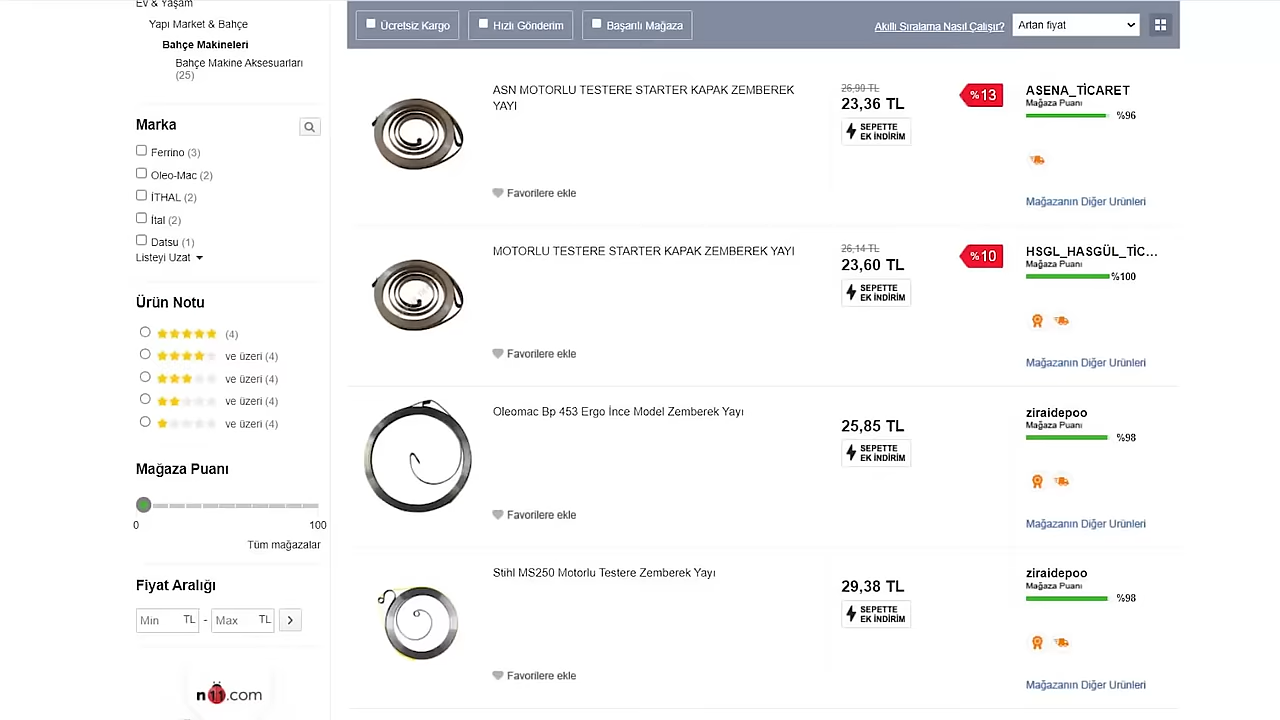 Ev & Yaşam
Yapı Market & Bahçe
Bahçe Makineleri
Bahçe Makine Aksesuarları
(25)
Marka
Ferrino (3)
Oleo-Mac (2)
İTHAL (2)
İtal (2)
Datsu (1)
Listeyi Uzat
Ürün Notu
(4)
ve üzeri (4)
ve üzeri (4)
ve üzeri (4)
ve üzeri (4)
Mağaza Puanı
0 100
Tüm mağazalar
Fiyat Aralığı
Min TL - Max TL
n11.com
Ücretsiz Kargo Hızlı Gönderim Başarılı Mağaza Akıllı Sıralama Nasıl Çalışır? Artan fiyat
ASN MOTORLU TESTERE STARTER KAPAK ZEMBEREK
YAYI
Favorilere ekle
26,90 TL
23,36 TL
SEPETTE
EK İNDİRİM
%13
ASENA_TİCARET
Mağaza Puanı
%96
Mağazanın Diğer Ürünleri
MOTORLU TESTERE STARTER KAPAK ZEMBEREK YAYI
Favorilere ekle
26,14 TL
23,60 TL
SEPETTE
EK İNDİRİM
%10
HSGL_HASGÜL_TİC...
Mağaza Puanı
%100
Mağazanın Diğer Ürünleri
Oleomac Bp 453 Ergo İnce Model Zemberek Yayı
Favorilere ekle
25,85 TL
SEPETTE
EK İNDİRİM
ziraidepoo
Mağaza Puanı
%98
Mağazanın Diğer Ürünleri
Stihl MS250 Motorlu Testere Zemberek Yayı
Favorilere ekle
29,38 TL
SEPETTE
EK İNDİRİM
ziraidepoo
Mağaza Puanı
%98
Mağazanın Diğer Ürünleri